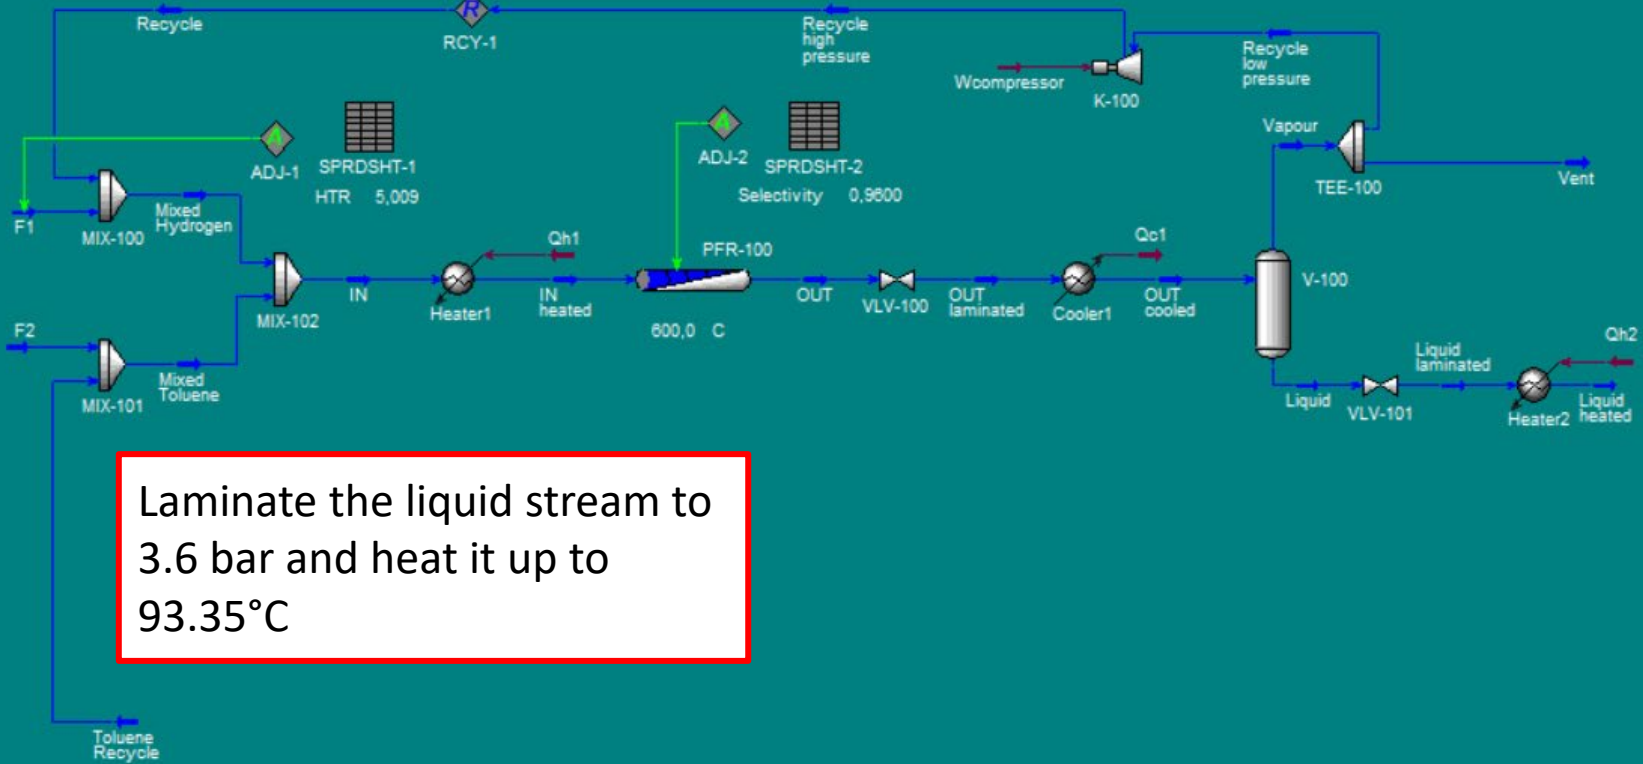 Recycle
R
RCY-1
Recycle
high
pressure
Recycle
low
pressure
Wcompressor
K-100
A
ADJ-1
SPRDSHT-1
HTR 5,009
A
ADJ-2
SPRDSHT-2
Selectivity 0,9600
Vapour
TEE-100
Vent
F1
MIX-100
Mixed
Hydrogen
Qh1
PFR-100
Qc1
IN
MIX-102
Heater1
IN
heated
600,0 C
OUT
VLV-100
OUT
laminated
Cooler1
OUT
cooled
V-100
F2
MIX-101
Mixed
Toluene
Qh2
Liquid
laminated
Liquid
VLV-101
Heater2
Liquid
heated
Laminate the liquid stream to
3.6 bar and heat it up to
93.35°C
Toluene
Recycle